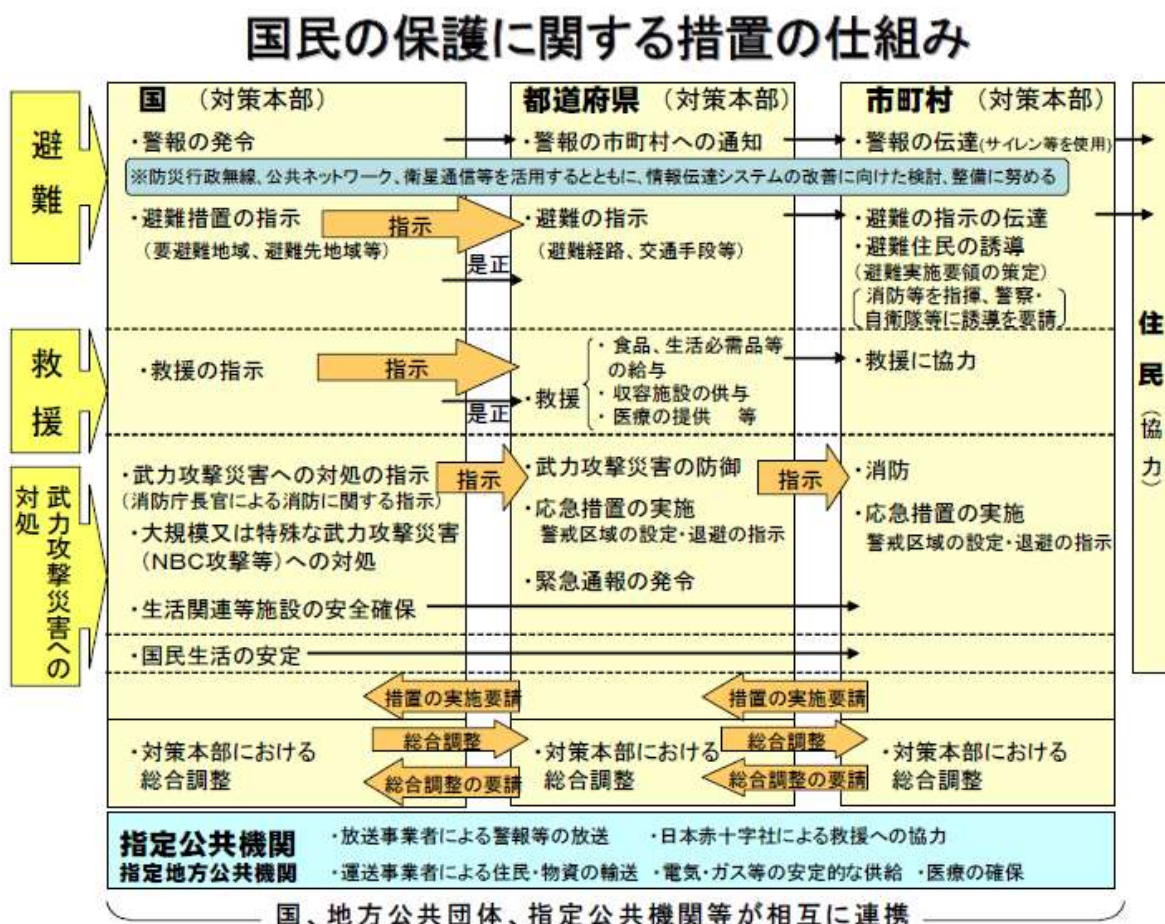 国民の保護に関する措置の仕組み
避難
国 (対策本部)
都道府県 (対策本部)
市町村 (対策本部)
・警報の発令
・警報の市町村への通知
・警報の伝達(サイレン等を使用)
※防災行政無線、公共ネットワーク、衛星通信等を活用するとともに、情報伝達システムの改善に向けた検討、整備に努める
・避難措置の指示
(要避難地域、避難先地域等)
指示
是正
・避難の指示
(避難経路、交通手段等)
・避難の指示の伝達
・避難住民の誘導
(避難実施要領の策定)
消防等を指揮、警察・
自衛隊等に誘導を要請
住民(協力)
救援
・救援の指示
指示
是正
・救援
・食品、生活必需品等
の給与
・収容施設の供与
・医療の提供 等
・救援に協力
武力攻撃災害への
対処
・武力攻撃災害への対処の指示
(消防庁長官による消防に関する指示)
・大規模又は特殊な武力攻撃災害
(NBC攻撃等)への対処
・生活関連等施設の安全確保
・国民生活の安定
指示
・武力攻撃災害の防御
・応急措置の実施
警戒区域の設定・退避の指示
・緊急通報の発令
指示
・消防
・応急措置の実施
警戒区域の設定・退避の指示
措置の実施要請
措置の実施要請
・対策本部における
総合調整
総合調整
総合調整の要請
・対策本部における
総合調整
総合調整
総合調整の要請
・対策本部における
総合調整
指定公共機関
指定地方公共機関
・放送事業者による警報等の放送 ・日本赤十字社による救援への協力
・運送事業者による住民・物資の輸送 ・電気・ガス等の安定的な供給 ・医療の確保
国、地方公共団体、指定公共機関等が相互に連携